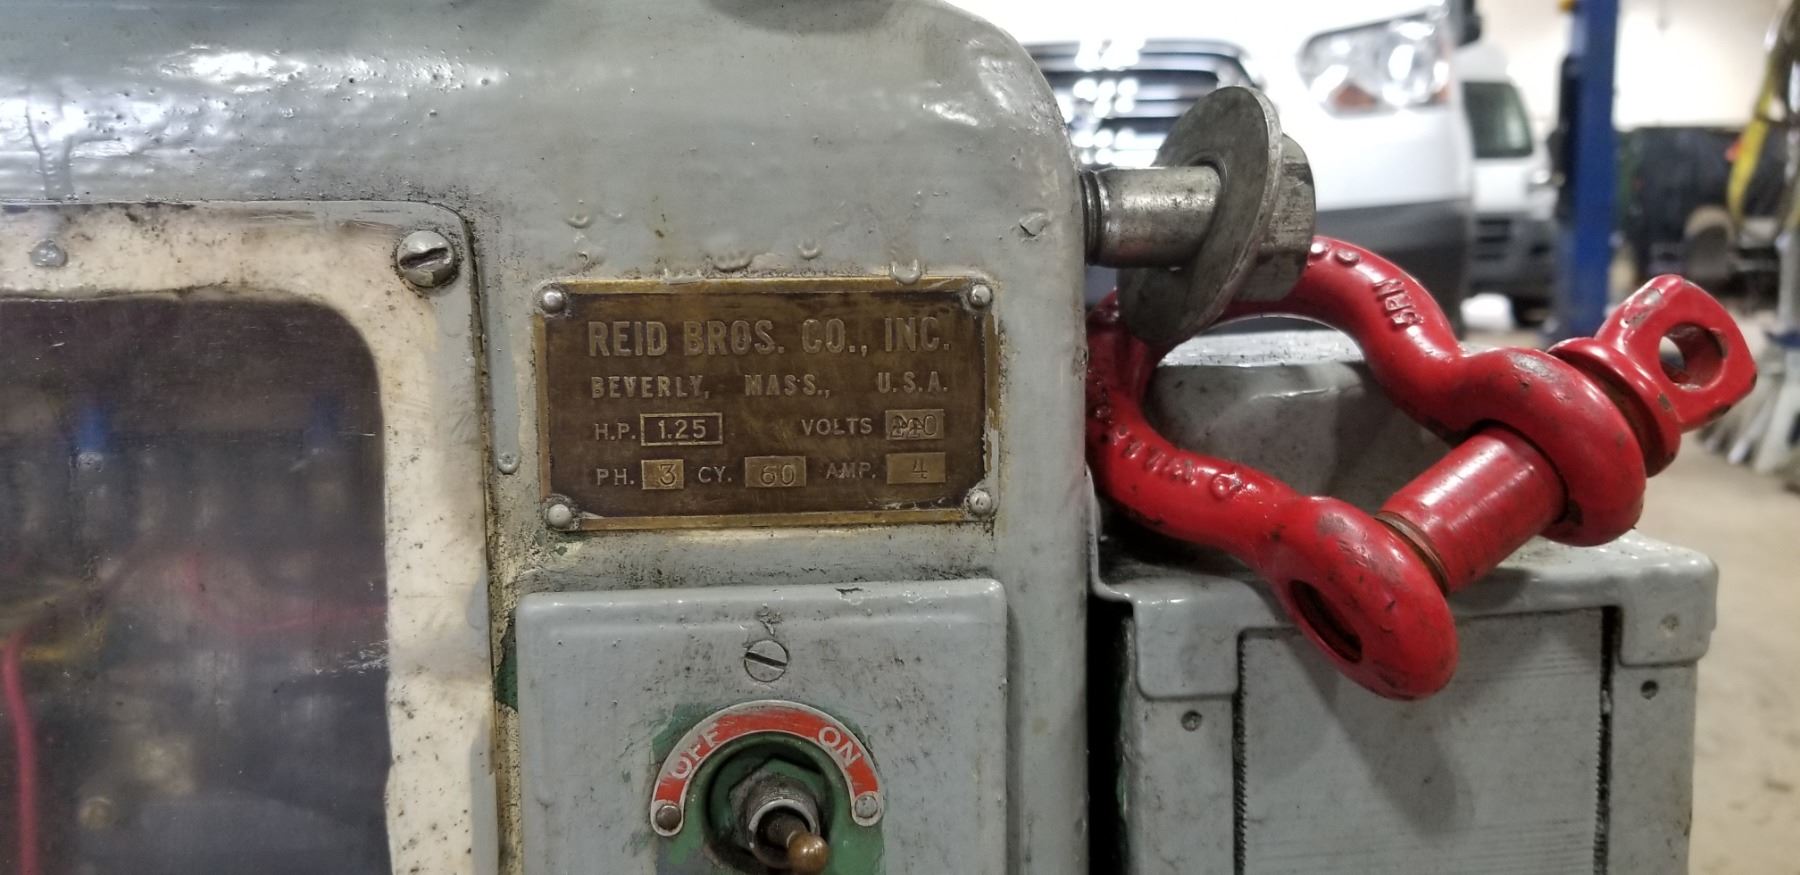 REID BROS. CO., INC.
BEVERLY, MASS., U.S.A.
H.P. 1.25 VOLTS
PH. 3 CY. 60 AMP. 4
OFF ON